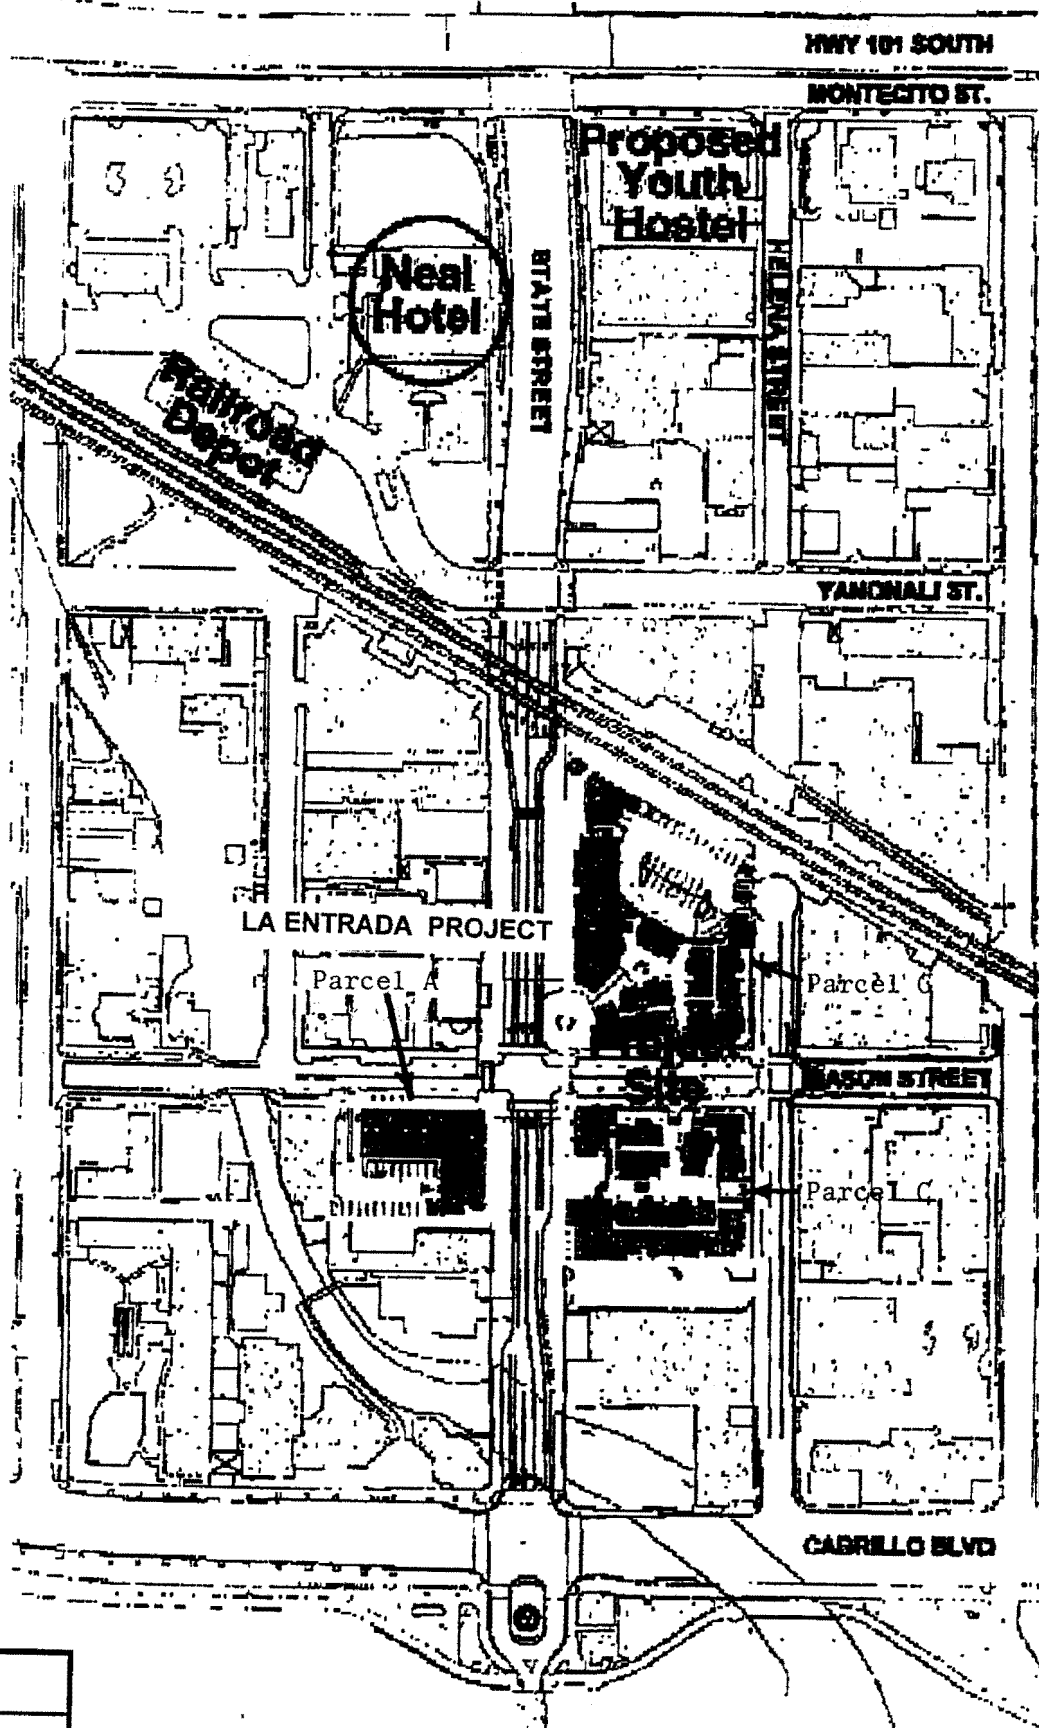 HWY 101 SOUTH
MONTECITO ST.
Proposed
Youth
Hostel
Neal
Hotel
STATE STREET
HELENA STREET
Railroad
Depot
YANONALI ST.
LA ENTRADA PROJECT
Parcel A
Parcel
MASON STREET
Site
Parcel C
CABRILLO BLVD